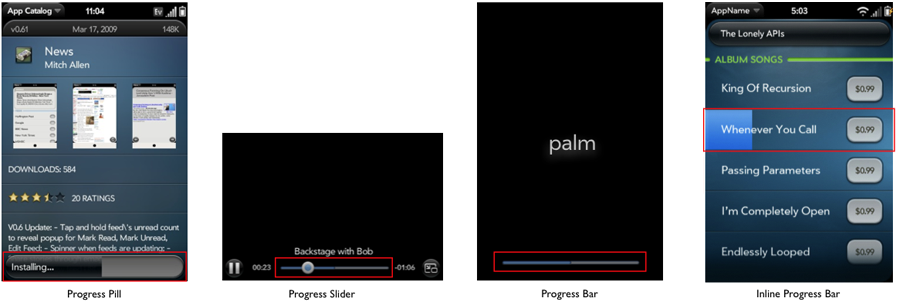 App Catalog 11:04
v0.61 Mar 17, 2009 148K
News
Mitch Allen
DOWNLOADS: 584
20 RATINGS
V0.6 Update: - Tap and hold feed\'s unread count
to reveal popup for Mark Read, Mark Unread,
Edit Feed; - Spinner when feeds are updating; -
Installing...
Progress Pill
Backstage with Bob
00:23 -01:06
Progress Slider
palm
Progress Bar
AppName 5:03
The Lonely APIs
ALBUM SONGS
King Of Recursion $0.99
Whenever You Call $0.99
Passing Parameters $0.99
I'm Completely Open $0.99
Endlessly Looped $0.99
Inline Progress Bar